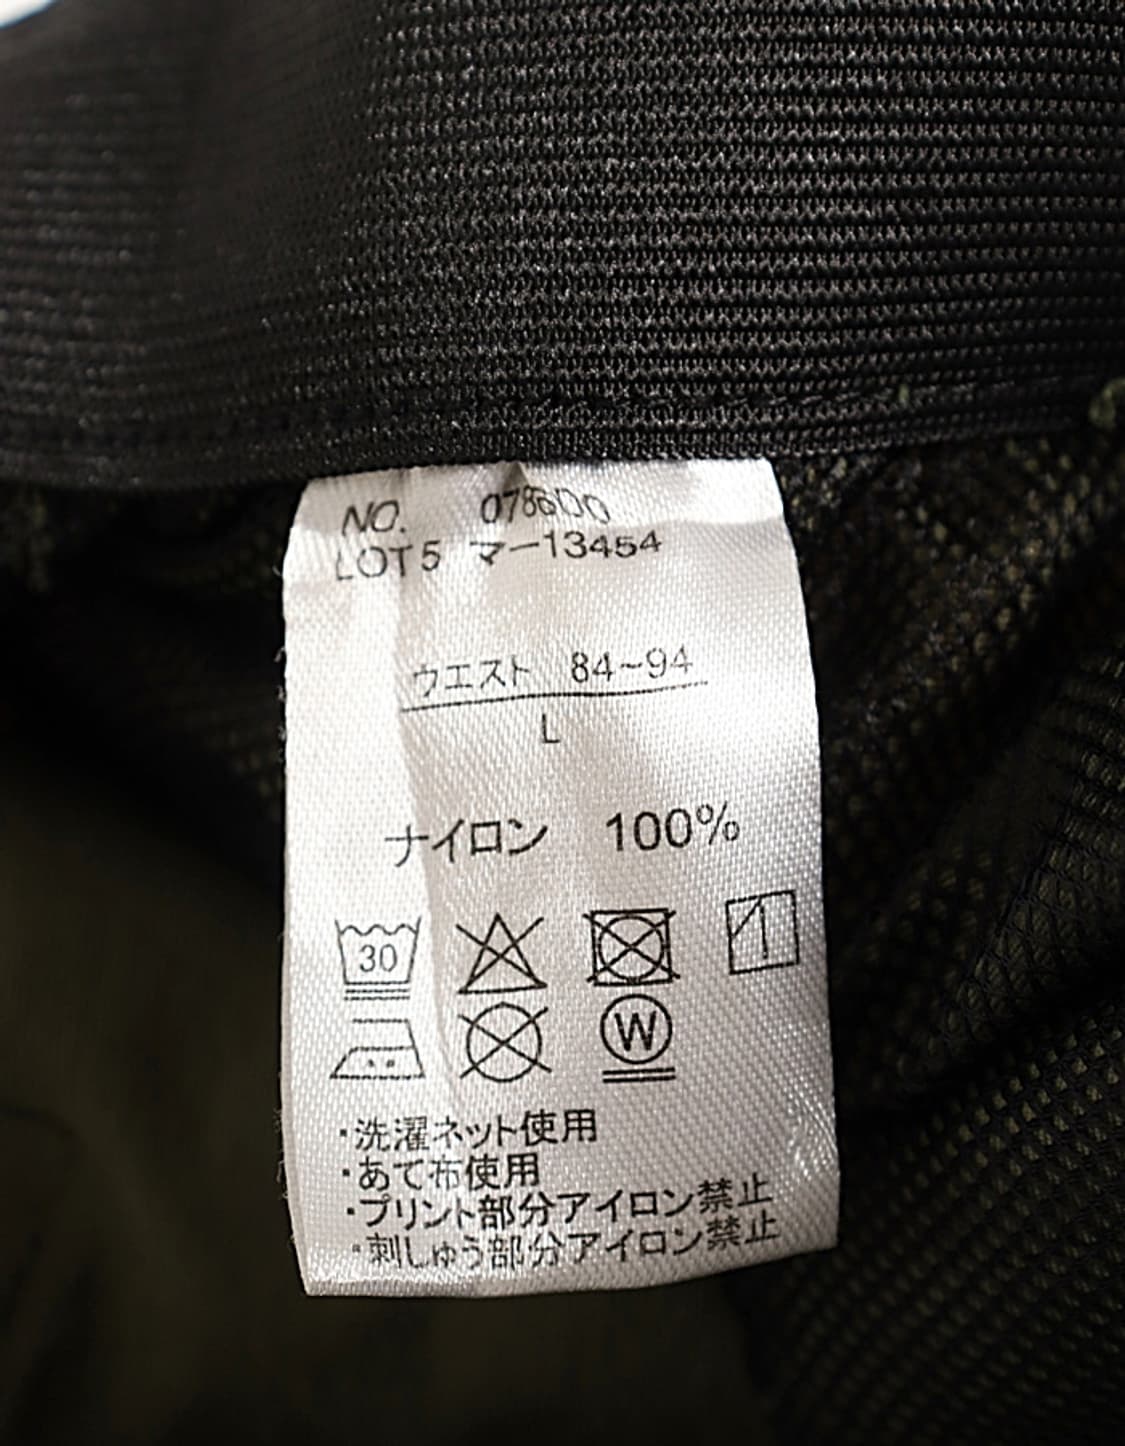 NO. 078600
LOT5 マー13454
ウエスト 84~94
L
ナイロン 100%
30
W
・洗濯ネット使用
・あて布使用
・プリント部分アイロン禁止
・刺しゅう部分アイロン禁止